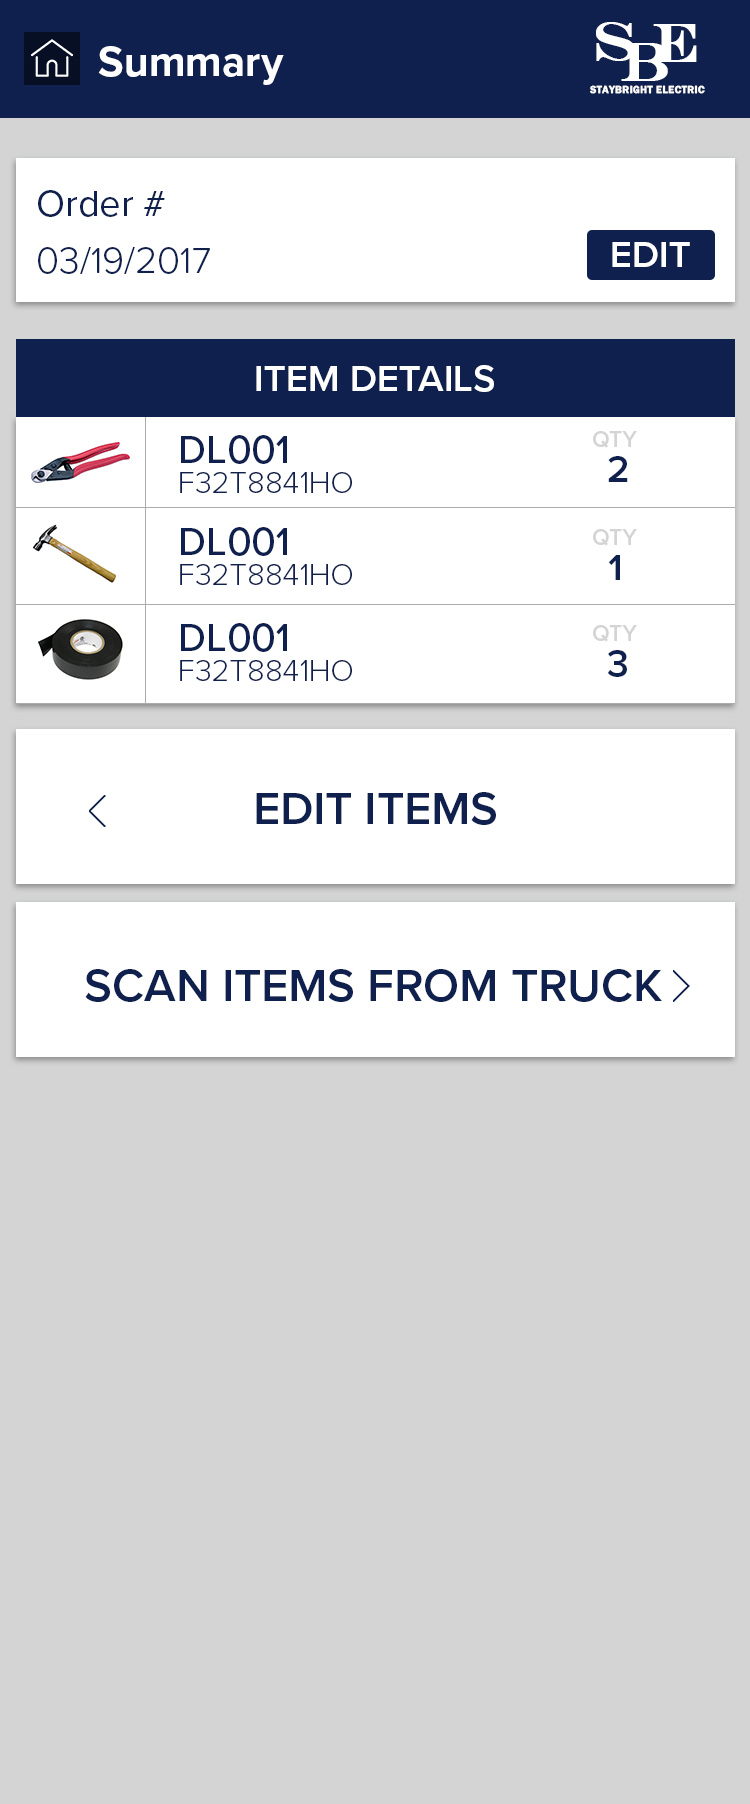 Summary
SBE
STAYBRIGHT ELECTRIC
Order #
03/19/2017
EDIT
ITEM DETAILS
DL001
F32T8841HO
QTY
2
DL001
F32T8841HO
QTY
1
DL001
F32T8841HO
QTY
3
EDIT ITEMS
SCAN ITEMS FROM TRUCK